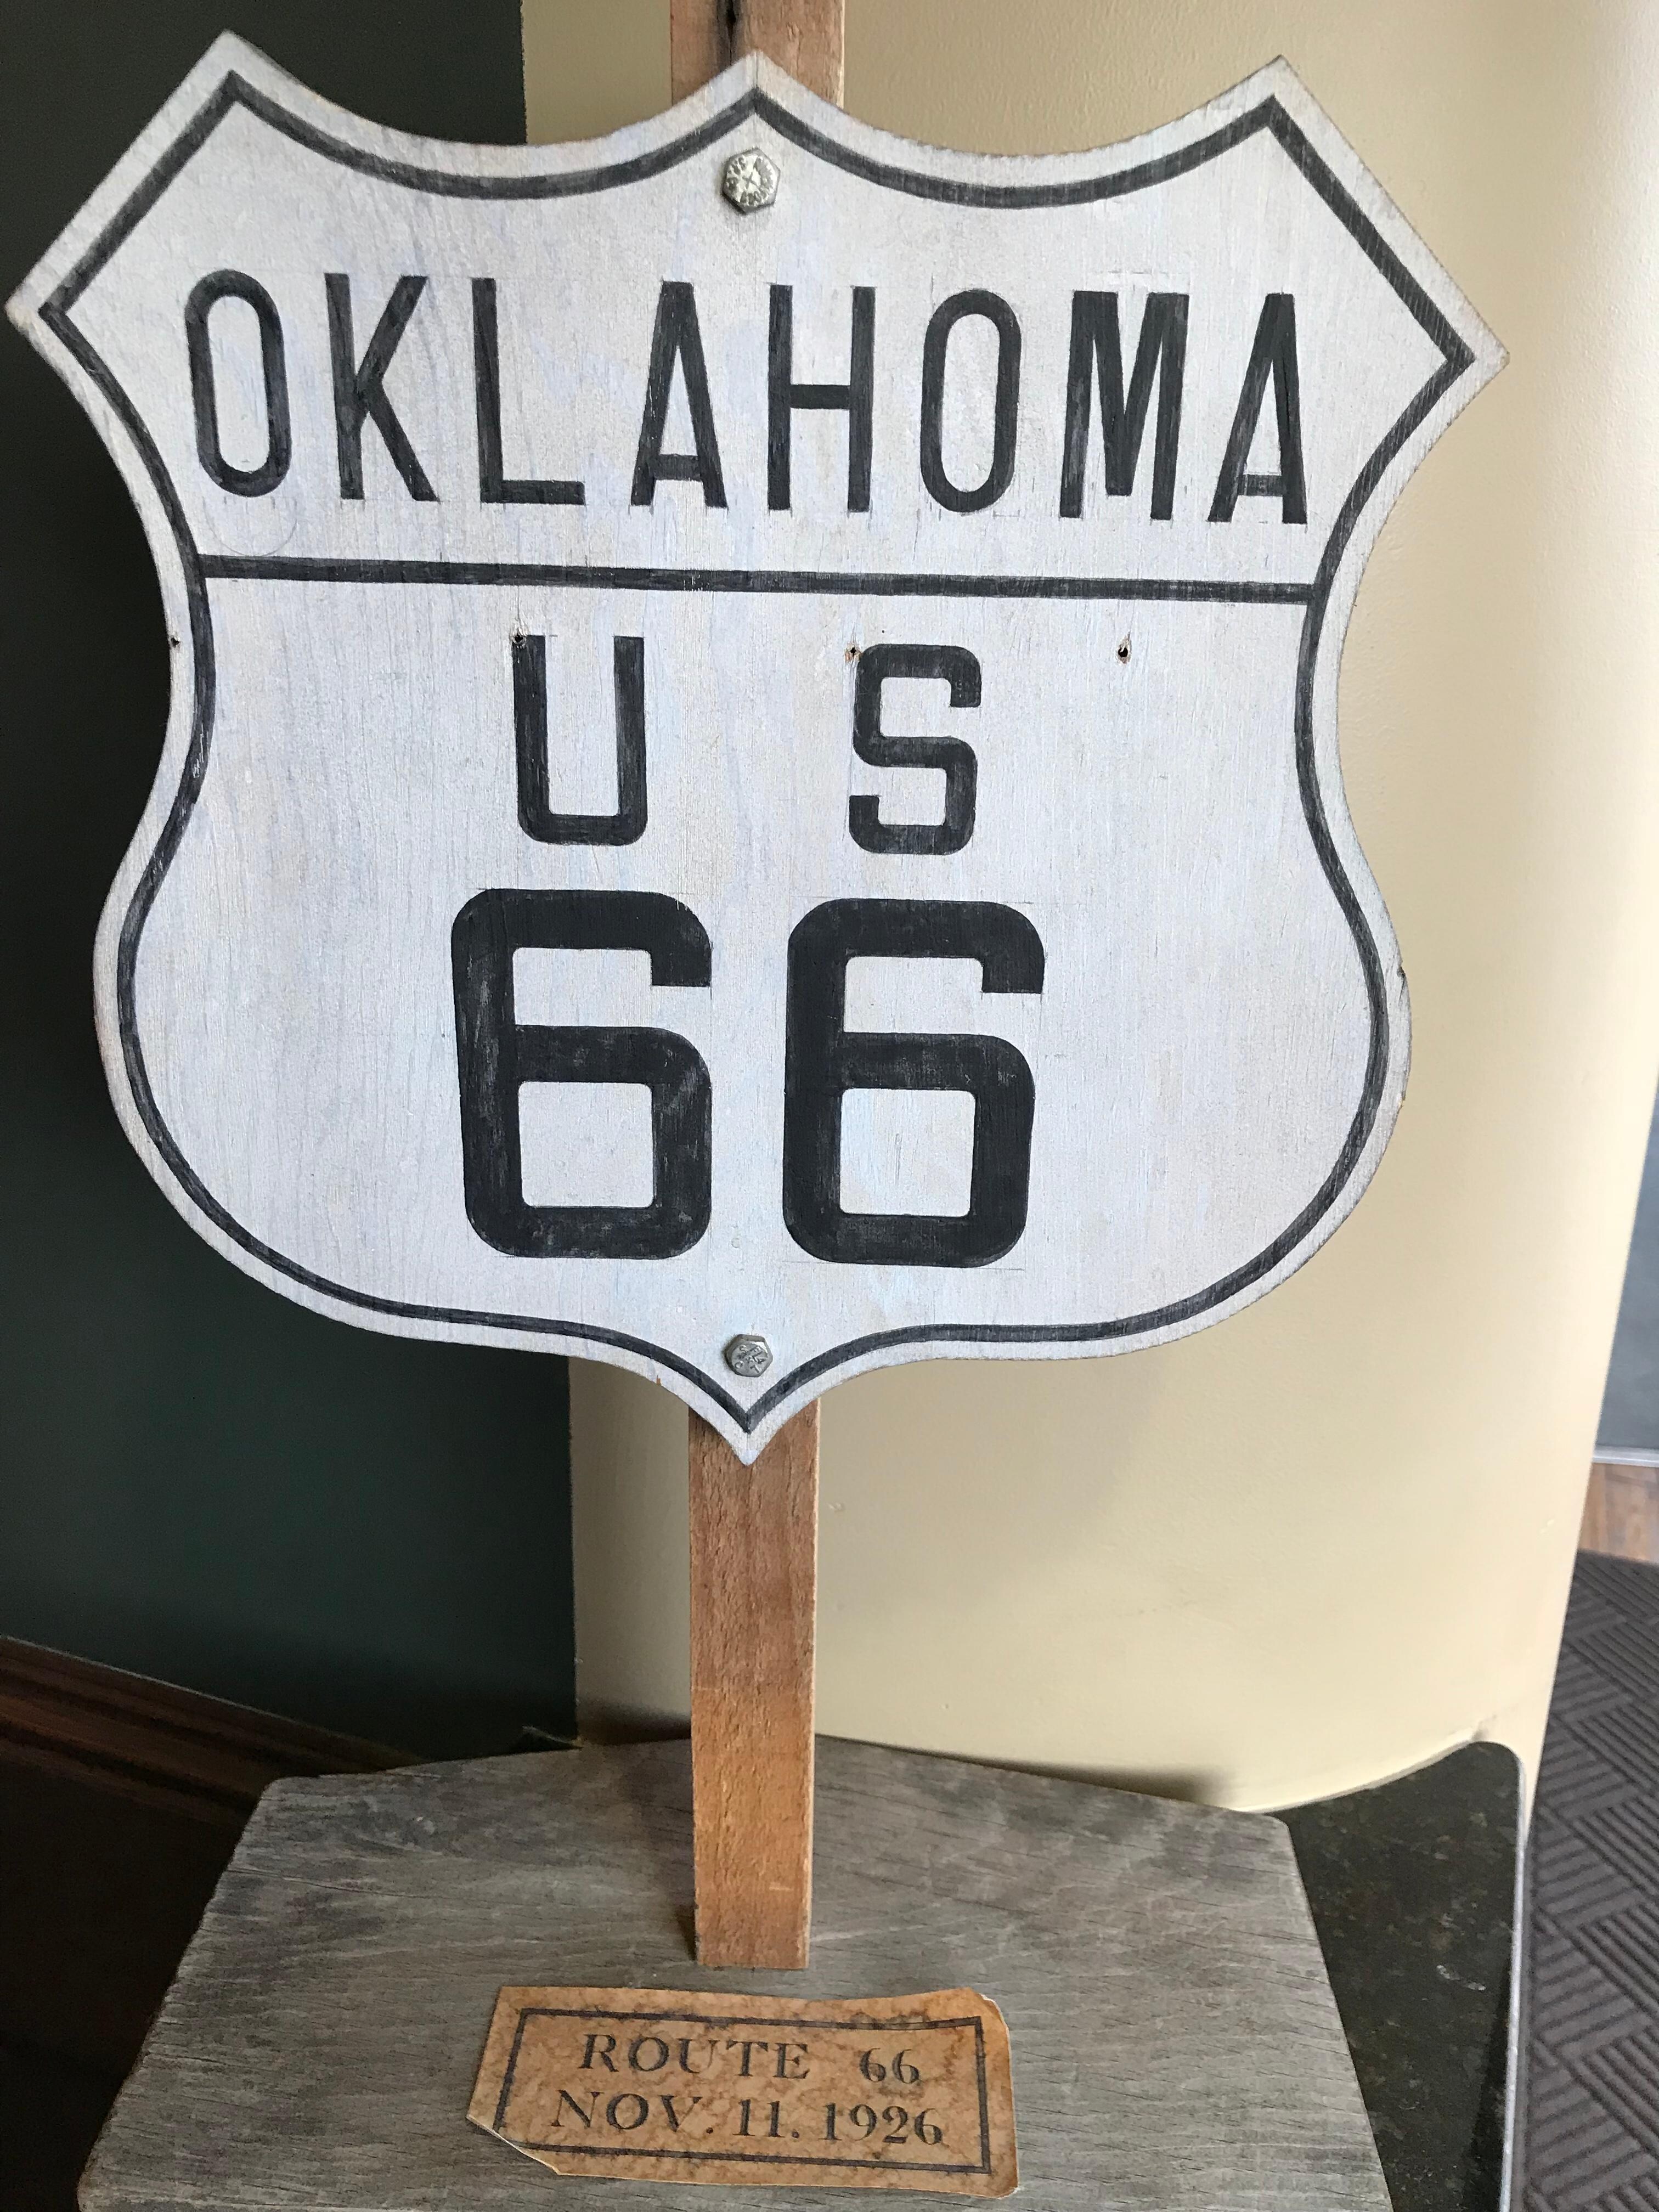 OKLAHOMA
U S
66
ROUTE 66
NOV. 11. 1926